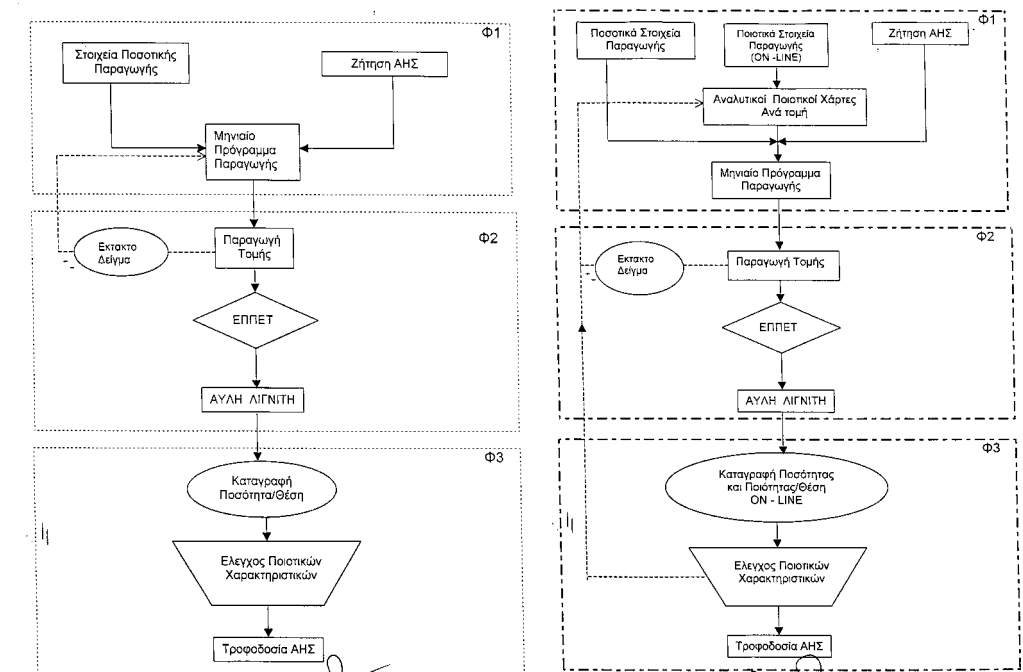 Φ1
Στοιχεία Ποσοτικής
Παραγωγής
Ζήτηση ΑΗΣ
Μηνιαίο
Πρόγραμμα
Παραγωγής
Φ2
Εκτακτο
Δείγμα
Παραγωγή
Τομής
ΕΠΠΕΤ
ΑΥΛΗ ΛΙΓΝΙΤΗ
Φ3
Καταγραφή
Ποσότητα/Θέση
Ελεγχος Ποιοτικών
Χαρακτηριστικών
Τροφοδοσία ΑΗΣ
Φ1
Ποσοτικά Στοιχεία
Παραγωγής
Ποιοτικά Στοιχεία
Παραγωγής
(ON -LINE)
Ζήτηση ΑΗΣ
Αναλυτικοί Ποιοτικοί Χάρτες
Ανά τομή
Μηνιαίο Πρόγραμμα
Παραγωγής
Φ2
Εκτακτο
Δείγμα
Παραγωγή Τομής
ΕΠΠΕΤ
ΑΥΛΗ ΛΙΓΝΙΤΗ
Φ3
Καταγραφή Ποσότητας
και Ποιότητας/Θέση
ON - LINE
Ελεγχος Ποιοτικών
Χαρακτηριστικών
Τροφοδοσία ΑΗΣ